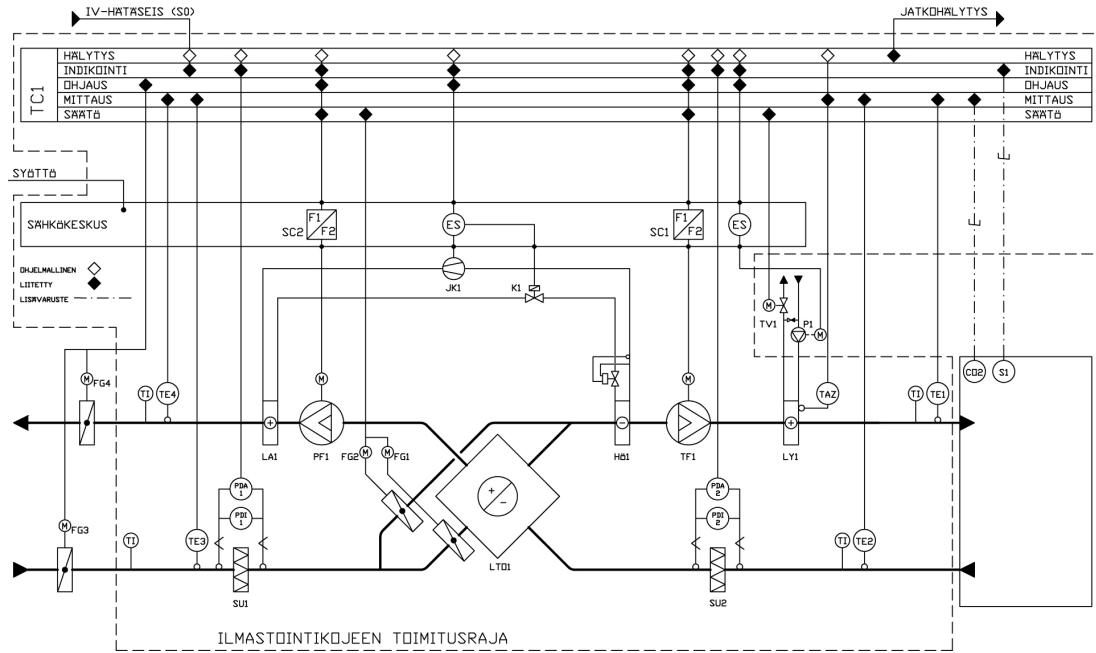 IV-HÄTÄSEIS (S0)
JATKOHÄLYTYS
TC1
HÄLYTYS
HÄLYTYS
INDIKOINTI
INDIKOINTI
OHJAUS
OHJAUS
MITTAUS
MITTAUS
SÄÄTÖ
SÄÄTÖ
SYÖTTÖ
SÄHKÖKESKUS
SC2
F1
F2
ES
SC1
F1
F2
ES
OHJELMALLINEN
LIITETTY
LISÄVARUSTE
JK1
K1
M
TV1
P1
M
CO2
S1
M
FG4
TI
TE4
M
M
TAZ
TI
TE1
LA1
PF1
FG2
M
M
FG1
HÖ1
TF1
LY1
M
FG3
TI
TE3
PDA
1
PDI
1
PDA
2
PDI
2
TI
TE2
SU1
LTO1
SU2
ILMASTOINTIKOJEEN TOIMITUSRAJA